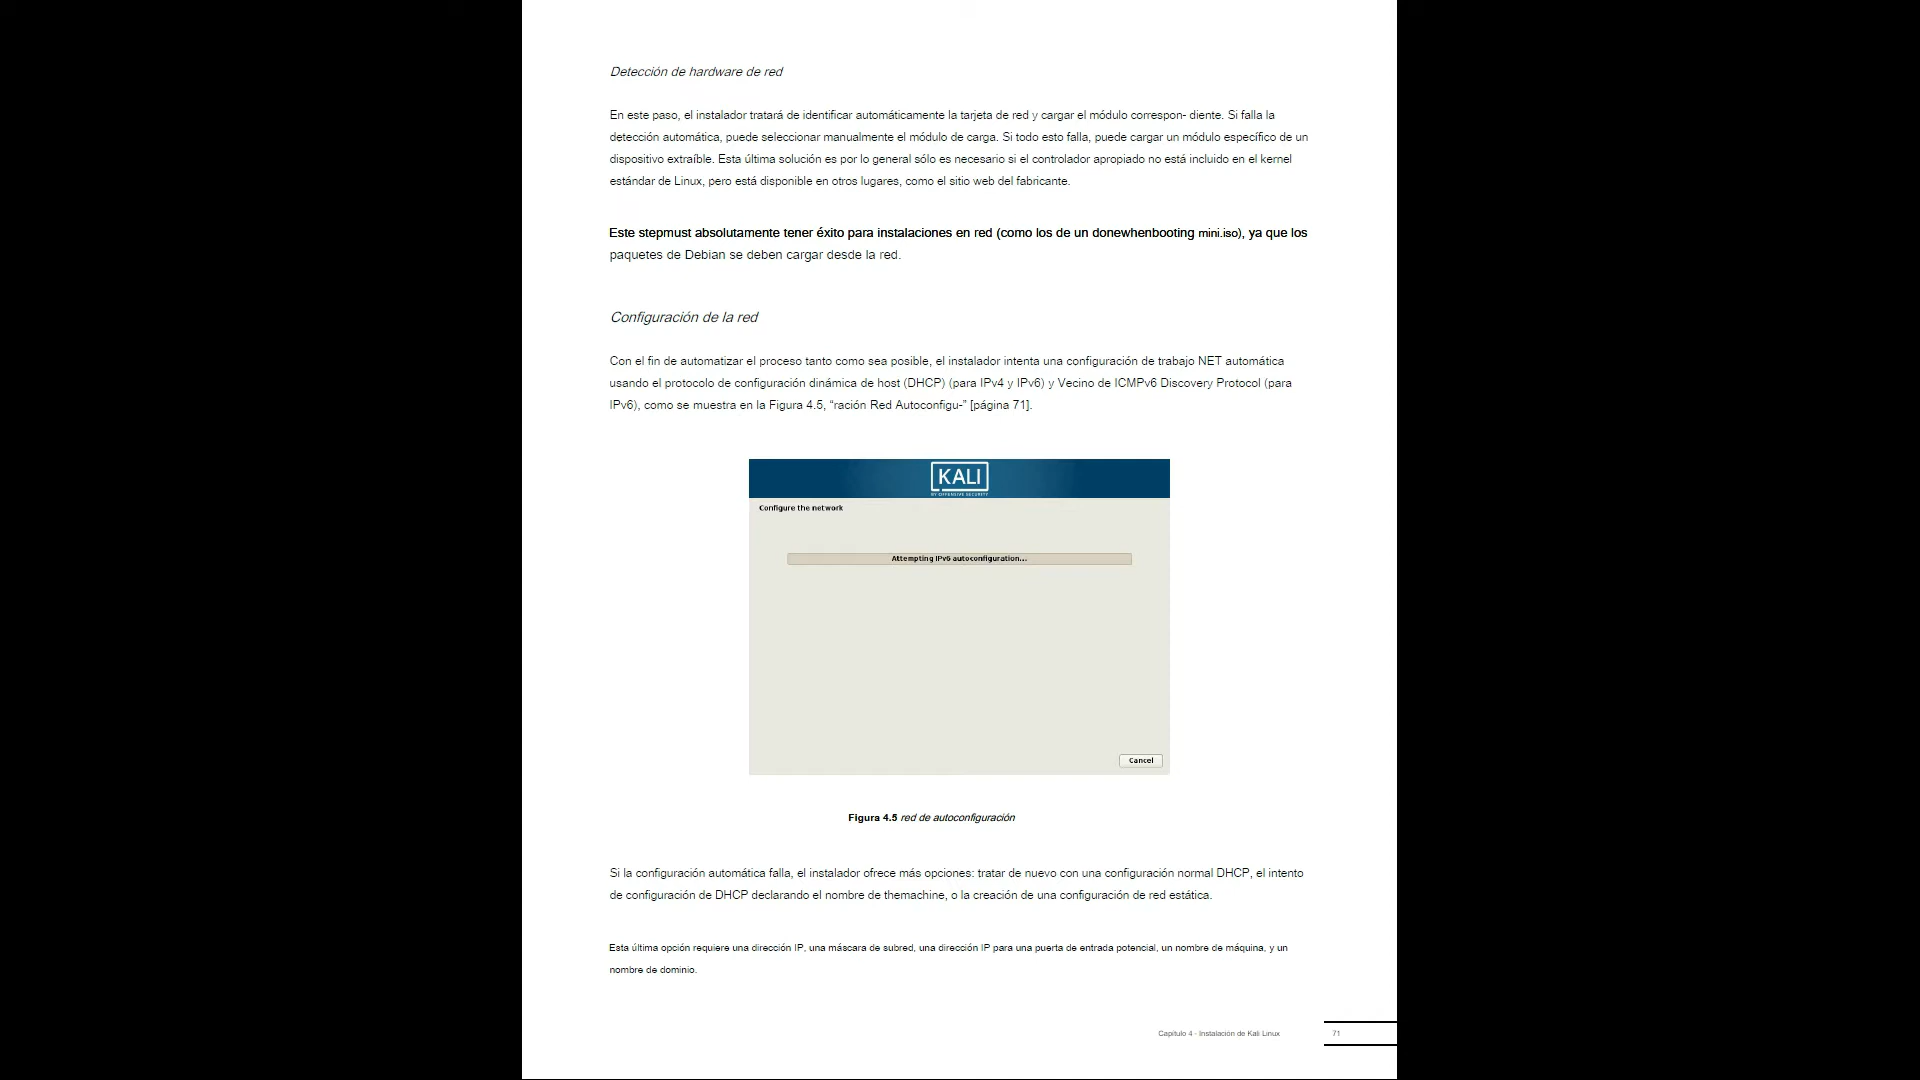 Detección de hardware de red
En este paso, el instalador tratará de identificar automáticamente la tarjeta de red y cargar el módulo correspon- diente. Si falla la
detección automática, puede seleccionar manualmente el módulo de carga. Si todo esto falla, puede cargar un módulo específico de un
dispositivo extraíble. Esta última solución es por lo general sólo es necesario si el controlador apropiado no está incluido en el kernel
estándar de Linux, pero está disponible en otros lugares, como el sitio web del fabricante.
Este stepmust absolutamente tener éxito para instalaciones en red (como los de un donewhenbooting mini.iso), ya que los
paquetes de Debian se deben cargar desde la red.
Configuración de la red
Con el fin de automatizar el proceso tanto como sea posible, el instalador intenta una configuración de trabajo NET automática
usando el protocolo de configuración dinámica de host (DHCP) (para IPv4 y IPv6) y Vecino de ICMPv6 Discovery Protocol (para
IPv6), como se muestra en la Figura 4.5, “ración Red Autoconfigu-” [página 71].
KALI
BY OFFENSIVE SECURITY
Configure the network
Attempting IPv6 autoconfiguration...
Cancel
Figura 4.5 red de autoconfiguración
Si la configuración automática falla, el instalador ofrece más opciones: tratar de nuevo con una configuración normal DHCP, el intento
de configuración de DHCP declarando el nombre de themachine, o la creación de una configuración de red estática.
Esta última opción requiere una dirección IP, una máscara de subred, una dirección IP para una puerta de entrada potencial, un nombre de máquina, y un
nombre de dominio.
Capítulo 4 - Instalación de Kali Linux
71